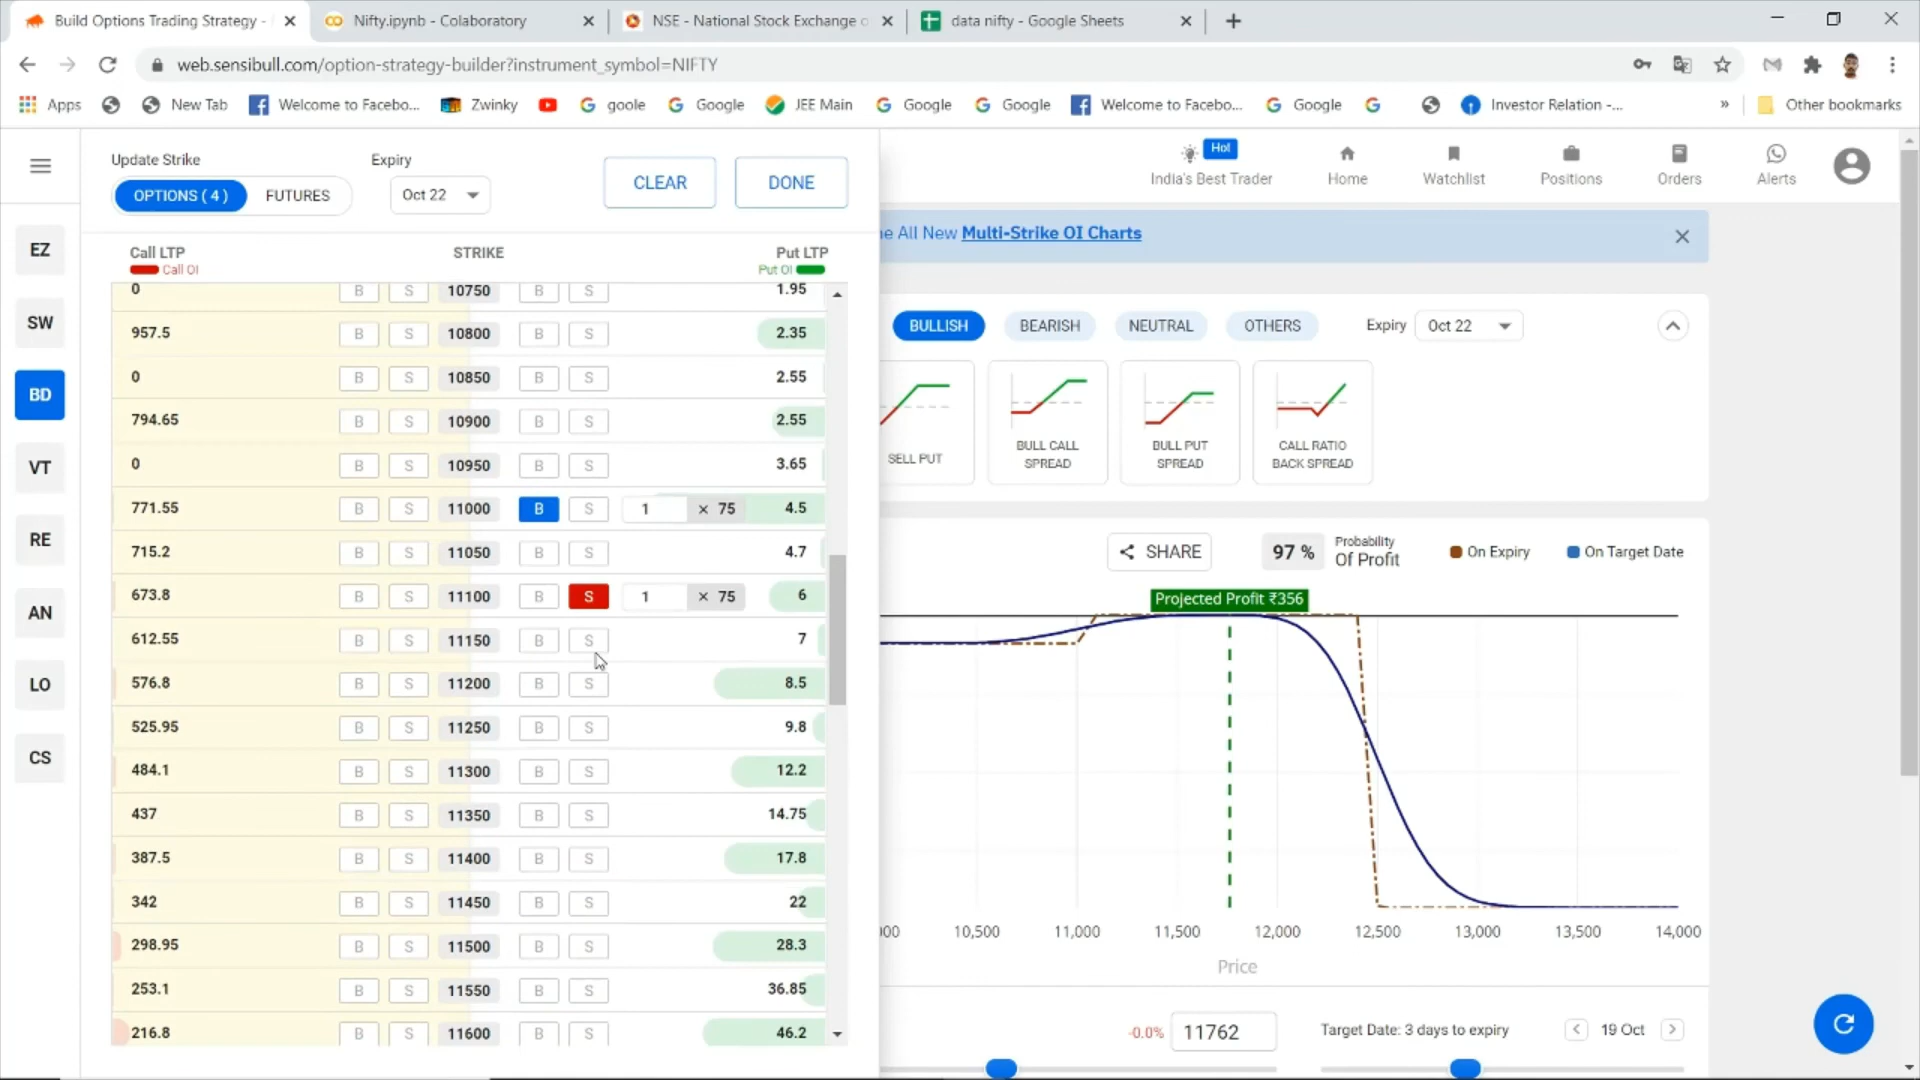 Build Options Trading Strategy -
Nifty.ipynb - Colaboratory
NSE - National Stock Exchange o
data nifty - Google Sheets
web.sensibull.com/option-strategy-builder?instrument_symbol=NIFTY
Apps
New Tab
Welcome to Facebo...
Zwinky
goole
Google
JEE Main
Google
Google
Welcome to Facebo...
Google
Investor Relation -...
»
Other bookmarks
EZ
SW
BD
VT
RE
AN
LO
CS
Update Strike
Expiry
OPTIONS ( 4 )
FUTURES
Oct 22
CLEAR
DONE
Call LTP
Call OI
STRIKE
Put LTP
Put OI
0 B S 10750 B S 1.95
957.5 B S 10800 B S 2.35
0 B S 10850 B S 2.55
794.65 B S 10900 B S 2.55
0 B S 10950 B S 3.65
771.55 B S 11000 B S 1 × 75 4.5
715.2 B S 11050 B S 4.7
673.8 B S 11100 B S 1 × 75 6
612.55 B S 11150 B S 7
576.8 B S 11200 B S 8.5
525.95 B S 11250 B S 9.8
484.1 B S 11300 B S 12.2
437 B S 11350 B S 14.75
387.5 B S 11400 B S 17.8
342 B S 11450 B S 22
298.95 B S 11500 B S 28.3
253.1 B S 11550 B S 36.85
216.8 B S 11600 B S 46.2
Hot
India's Best Trader
Home
Watchlist
Positions
Orders
Alerts
e All New Multi-Strike OI Charts
BULLISH
BEARISH
NEUTRAL
OTHERS
Expiry
Oct 22
SELL PUT
BULL CALL
SPREAD
BULL PUT
SPREAD
CALL RATIO
BACK SPREAD
SHARE
97 %
Probability
Of Profit
On Expiry
On Target Date
Projected Profit ₹356
00 10,500 11,000 11,500 12,000 12,500 13,000 13,500 14,000
Price
-0.0%
11762
Target Date: 3 days to expiry
19 Oct